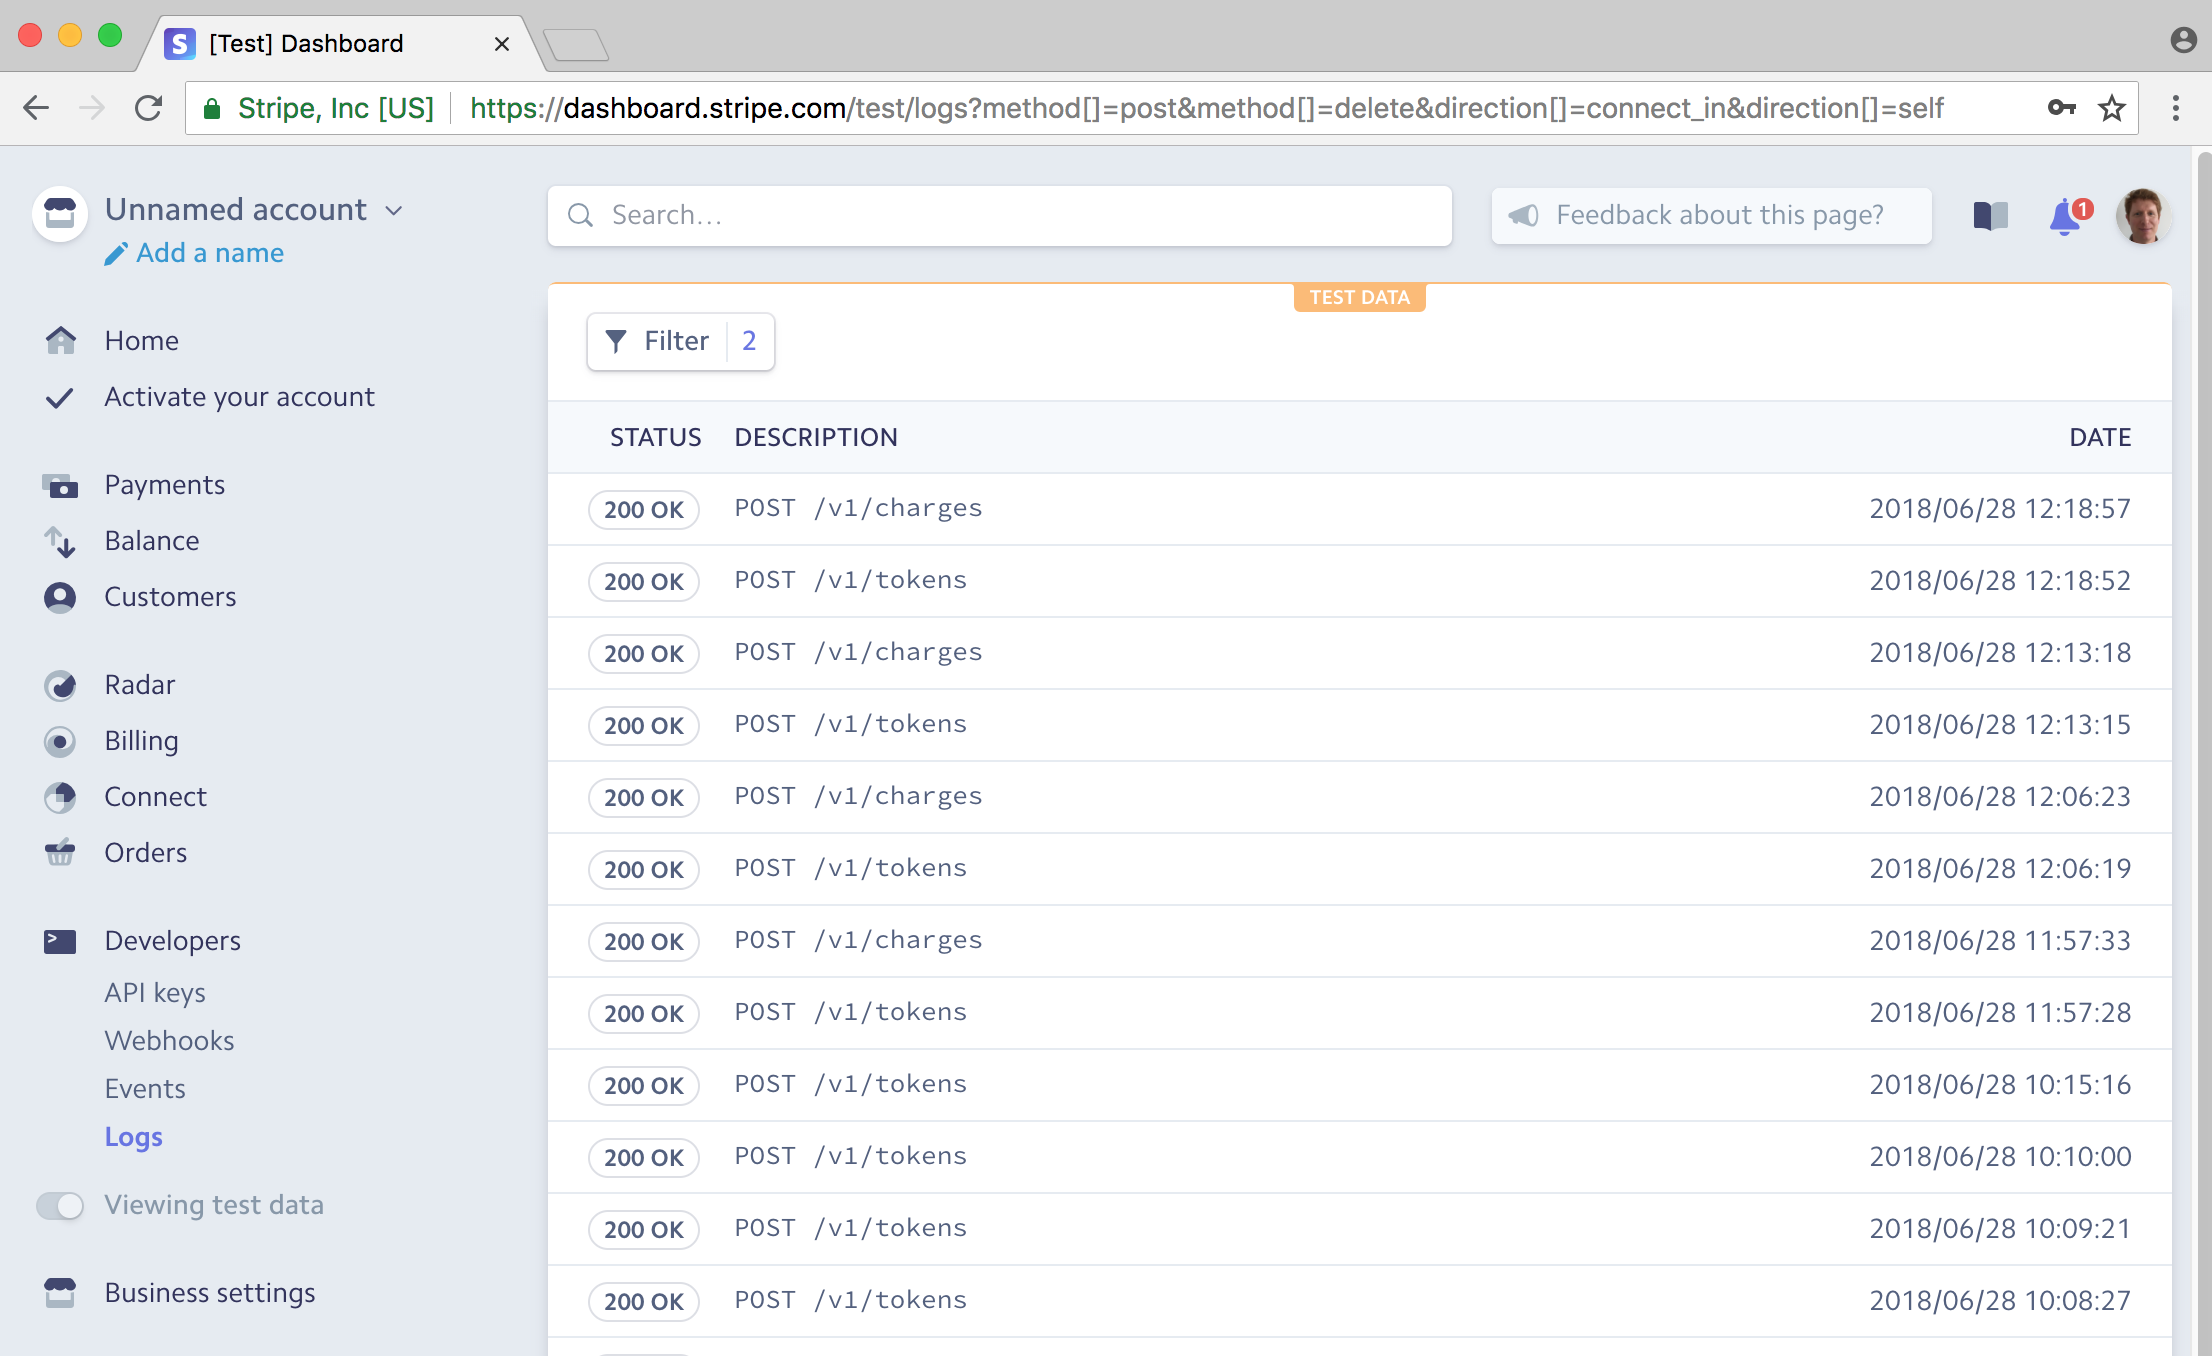 [Test] Dashboard
Stripe, Inc [US] https://dashboard.stripe.com/test/logs?method[]=post&method[]=delete&direction[]=connect_in&direction[]=self
Unnamed account
Add a name
Search…
Feedback about this page?
1
Home
Activate your account
Payments
Balance
Customers
Radar
Billing
Connect
Orders
Developers
API keys
Webhooks
Events
Logs
Viewing test data
Business settings
TEST DATA
Filter 2
STATUS DESCRIPTION DATE
200 OK POST /v1/charges 2018/06/28 12:18:57
200 OK POST /v1/tokens 2018/06/28 12:18:52
200 OK POST /v1/charges 2018/06/28 12:13:18
200 OK POST /v1/tokens 2018/06/28 12:13:15
200 OK POST /v1/charges 2018/06/28 12:06:23
200 OK POST /v1/tokens 2018/06/28 12:06:19
200 OK POST /v1/charges 2018/06/28 11:57:33
200 OK POST /v1/tokens 2018/06/28 11:57:28
200 OK POST /v1/tokens 2018/06/28 10:15:16
200 OK POST /v1/tokens 2018/06/28 10:10:00
200 OK POST /v1/tokens 2018/06/28 10:09:21
200 OK POST /v1/tokens 2018/06/28 10:08:27